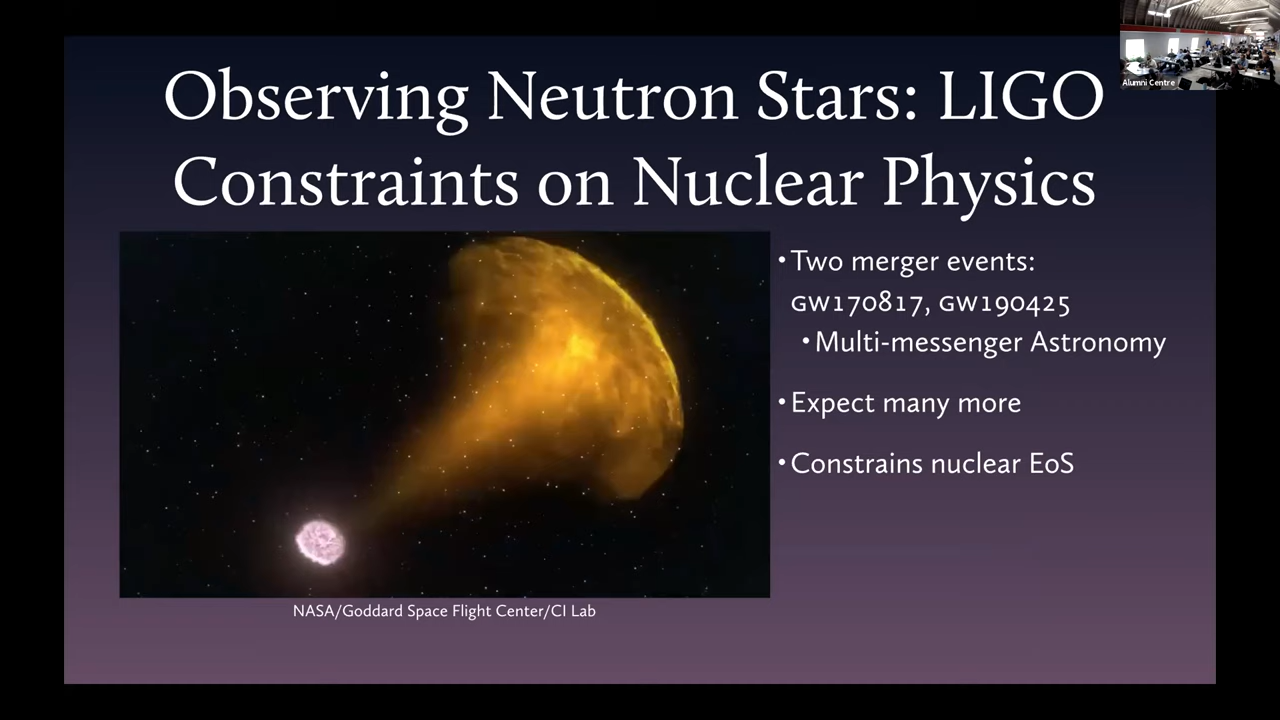 Observing Neutron Stars: LIGO
Constraints on Nuclear Physics
• Two merger events:
GW170817, GW190425
• Multi-messenger Astronomy
• Expect many more
• Constrains nuclear EoS
NASA/Goddard Space Flight Center/CI Lab
Alumni Centre